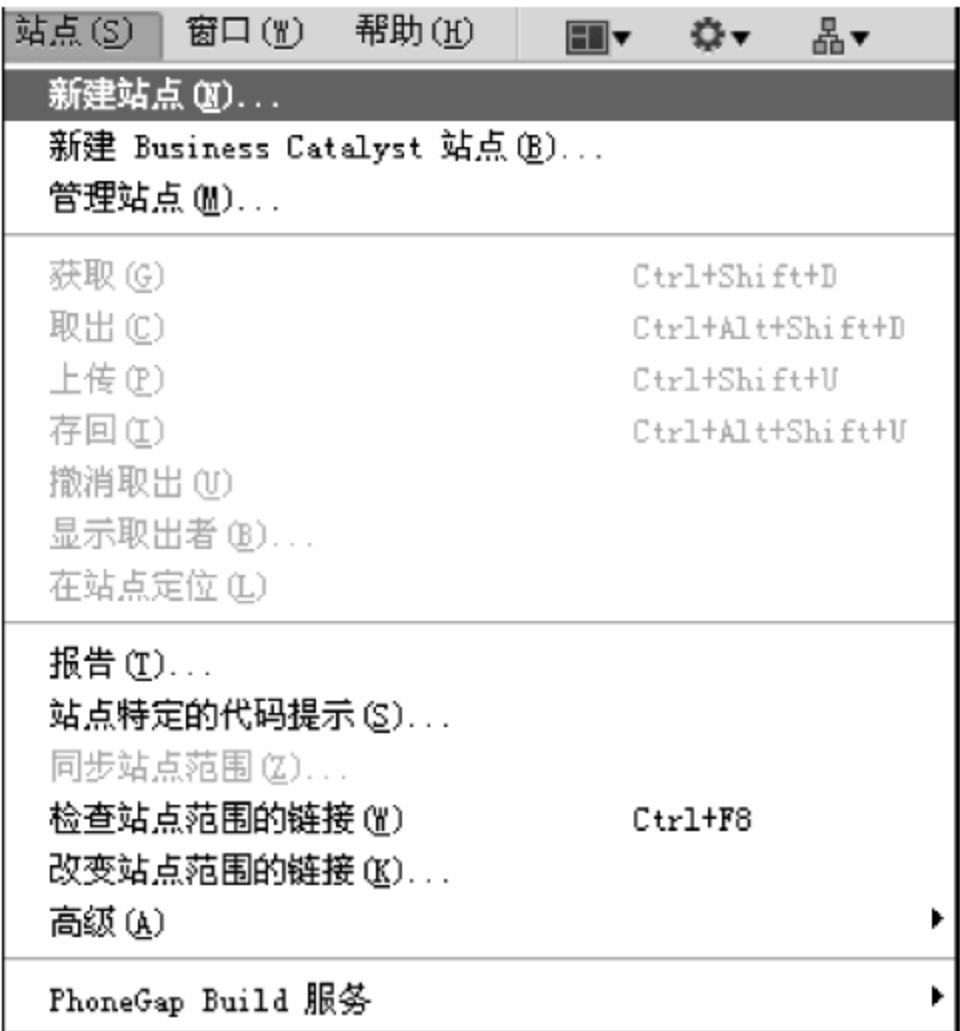 站点(S) 窗口(W) 帮助(H)
新建站点(N)...
新建 Business Catalyst 站点(B)...
管理站点(M)...
获取(G) Ctrl+Shift+D
取出(C) Ctrl+Alt+Shift+D
上传(P) Ctrl+Shift+U
存回(I) Ctrl+Alt+Shift+U
撤消取出(U)
显示取出者(B)...
在站点定位(L)
报告(T)...
站点特定的代码提示(S)...
同步站点范围(Z)...
检查站点范围的链接(W) Ctrl+F8
改变站点范围的链接(K)...
高级(A)
PhoneGap Build 服务